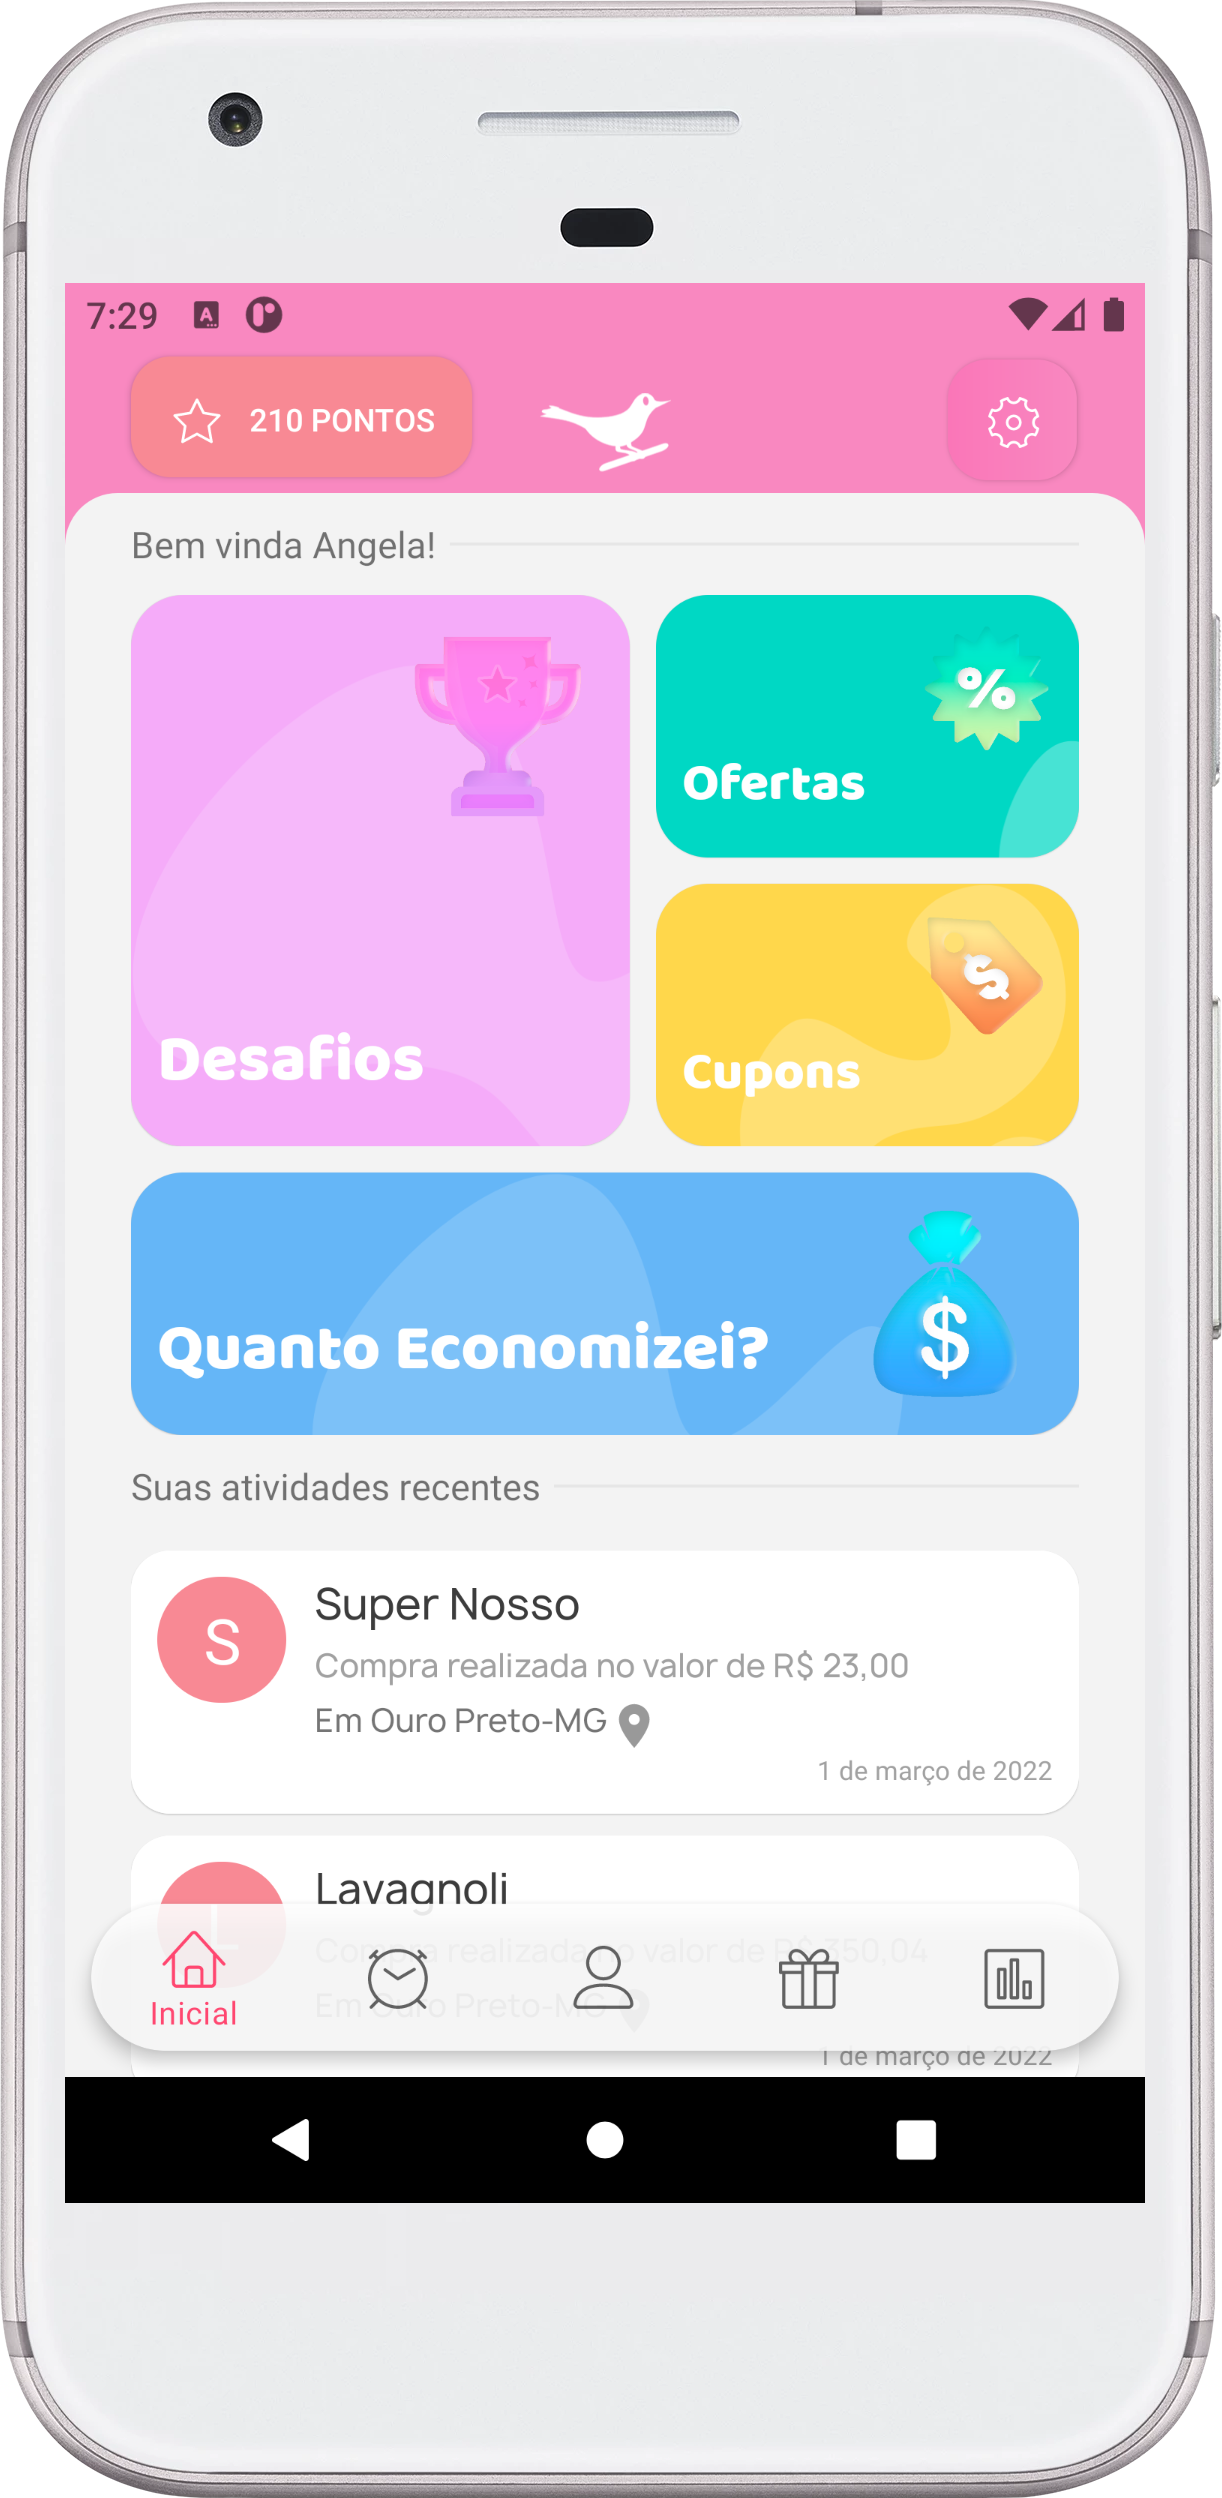 7:29
210 PONTOS
Bem vinda Angela!
%
Ofertas
Desafios
$
Cupons
Quanto Economizei?
$
Suas atividades recentes
S
Super Nosso
Compra realizada no valor de R$ 23,00
Em Ouro Preto-MG
1 de março de 2022
L
Lavagnoli
Compra realizada no valor de R$ 350,04
Em Ouro Preto-MG
Inicial
1 de março de 2022